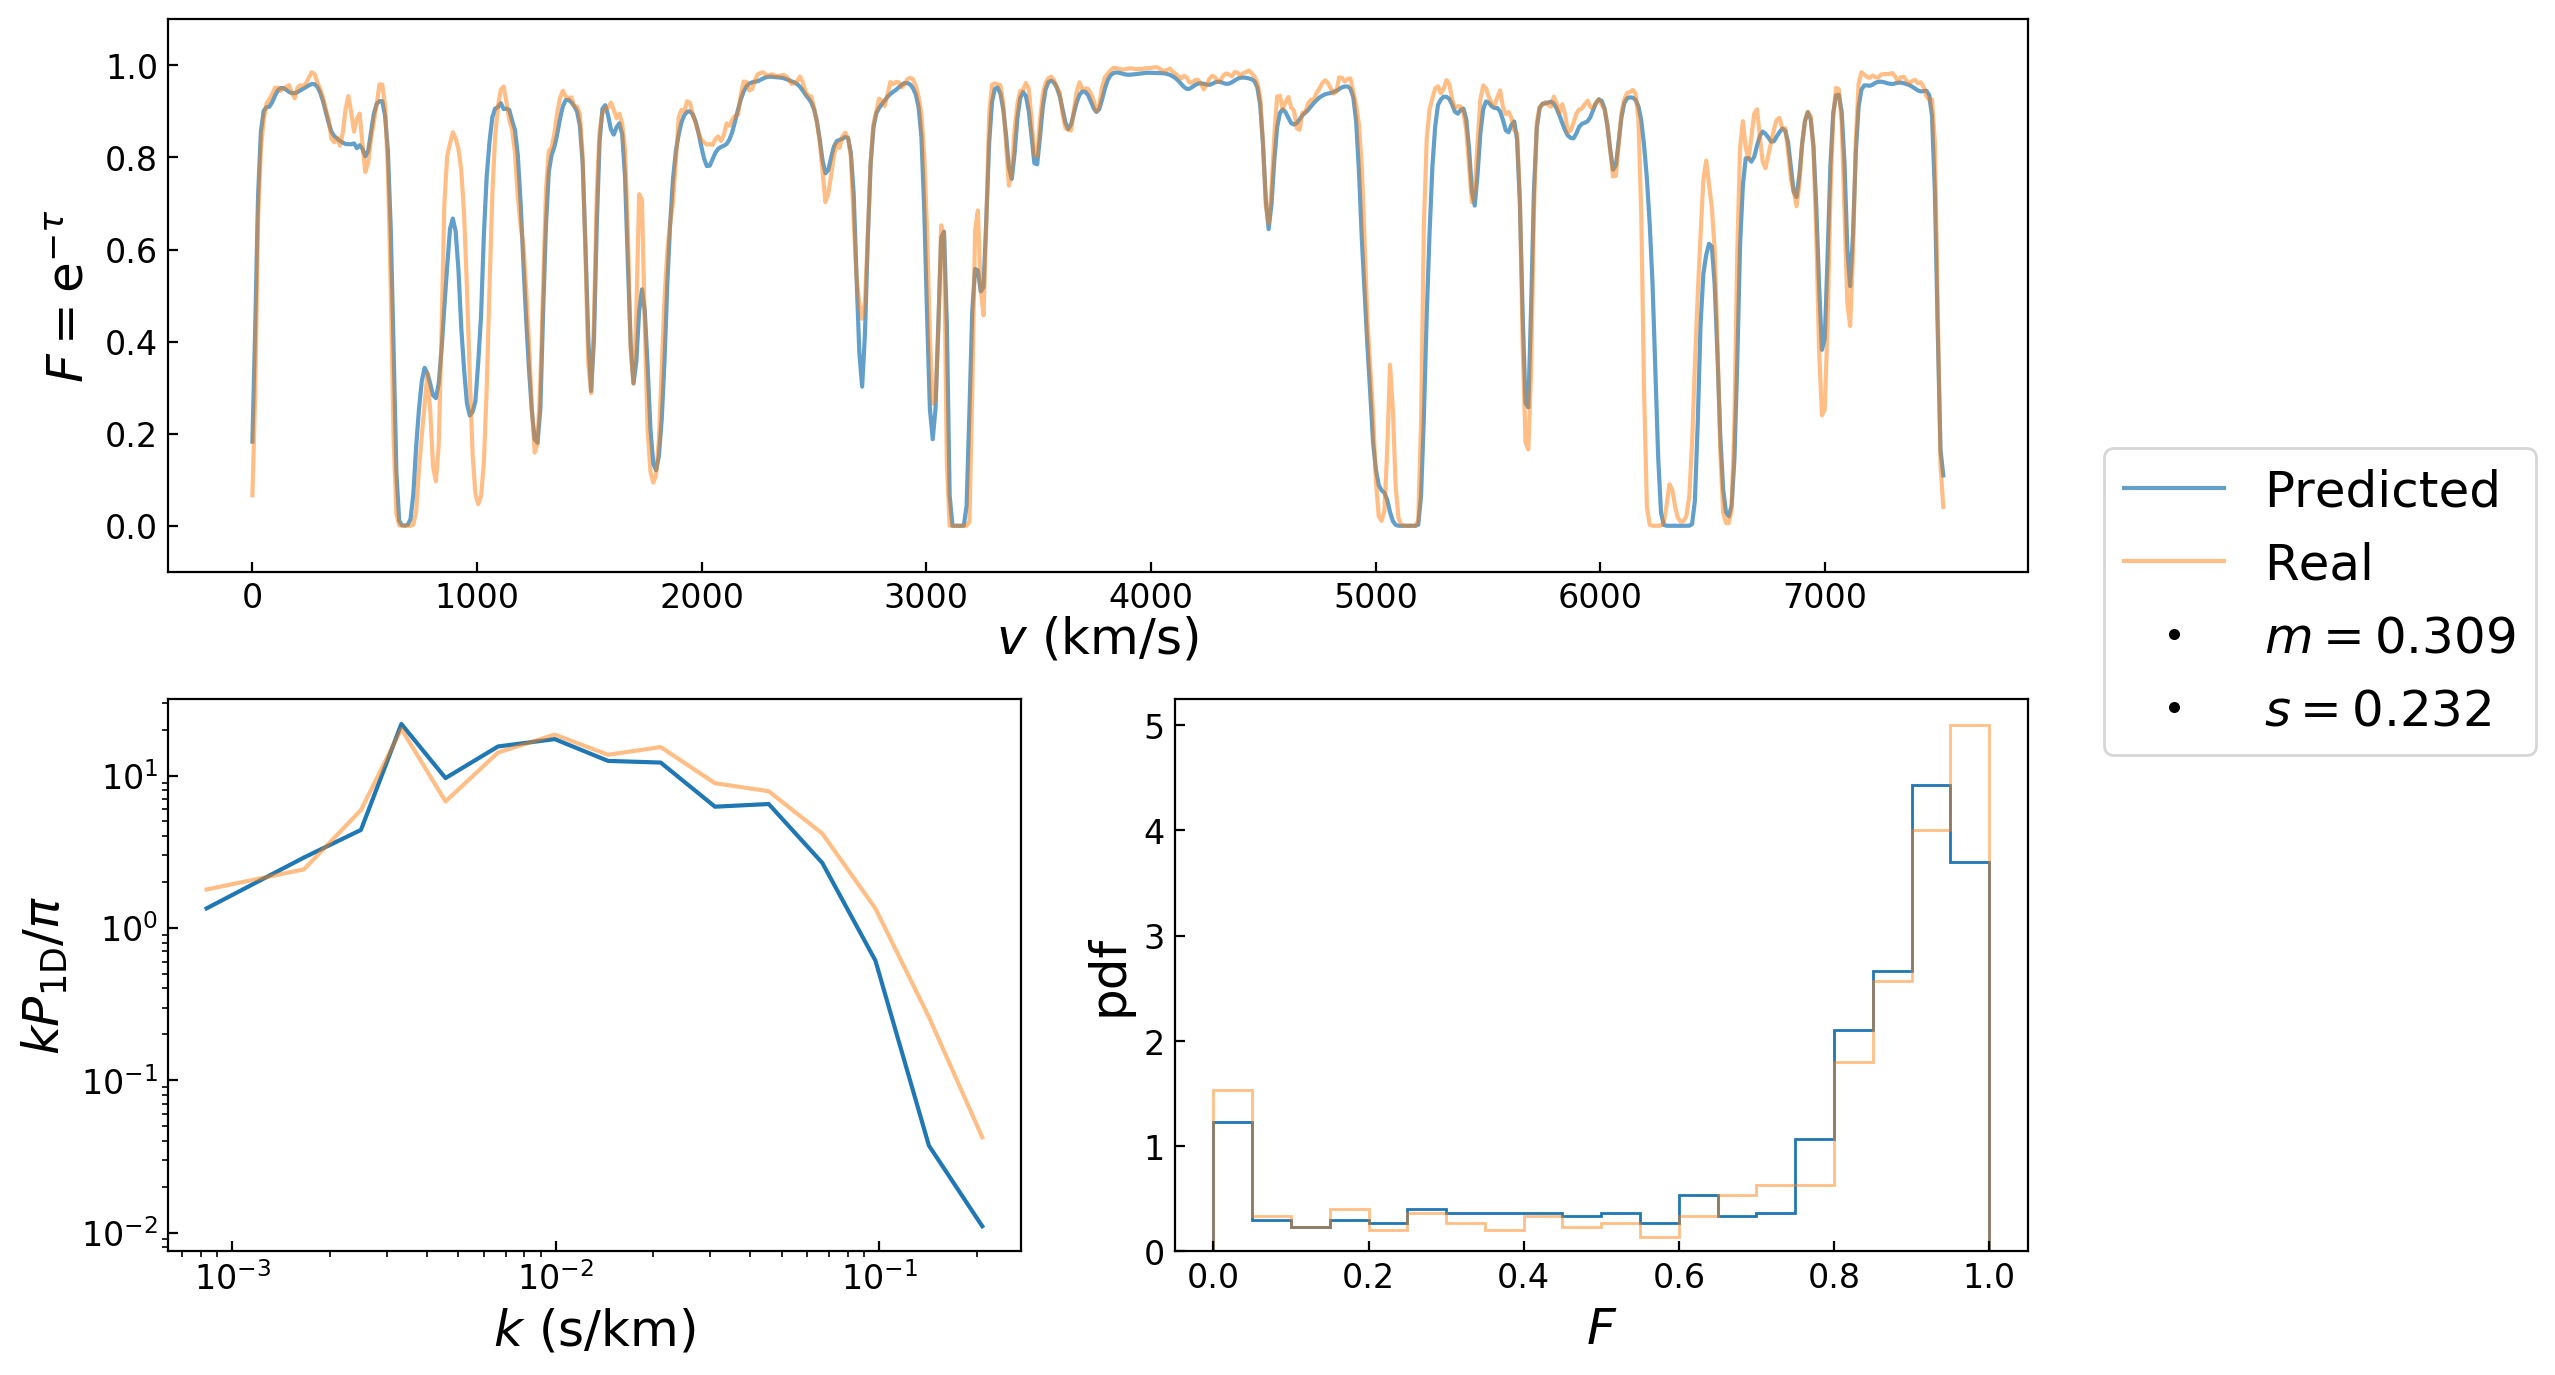 F = e^{−τ}
1.0
0.8
0.6
0.4
0.2
0.0
0 1000 2000 3000 4000 5000 6000 7000
v (km/s)
Predicted
Real
m = 0.309
s = 0.232
kP_{1D}/π
10^{1}
10^{0}
10^{−1}
10^{−2}
10^{−3} 10^{−2} 10^{−1}
k (s/km)
pdf
5
4
3
2
1
0
0.0 0.2 0.4 0.6 0.8 1.0
F